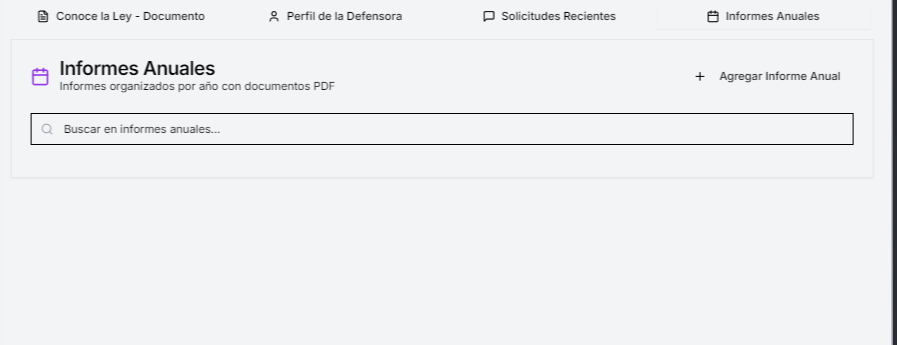 Conoce la Ley - Documento
Perfil de la Defensora
Solicitudes Recientes
Informes Anuales
Informes Anuales
Informes organizados por año con documentos PDF
Agregar Informe Anual
Buscar en informes anuales...